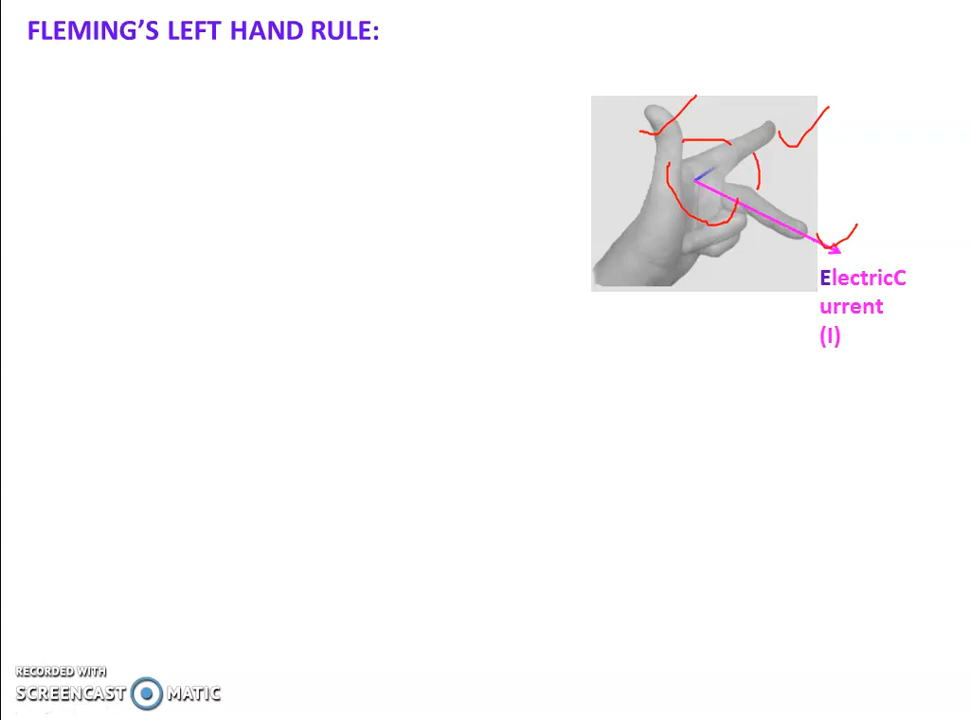 FLEMING'S LEFT HAND RULE:
ElectricC
urrent
(I)
RECORDED WITH
SCREENCAST MATIC